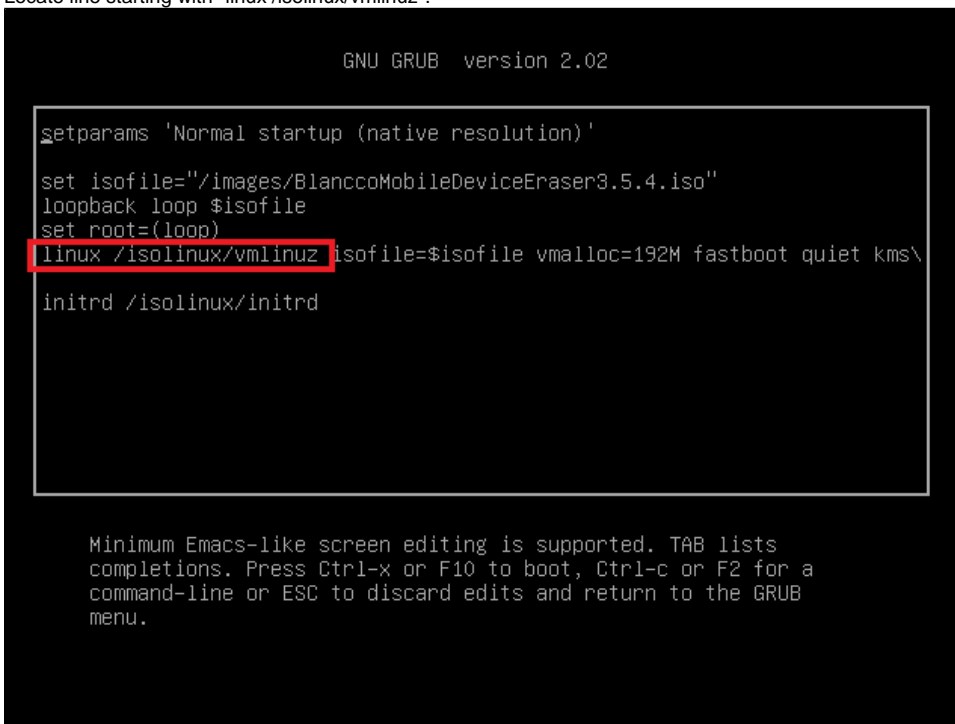 Locate line starting with "linux /isolinux/vmlinuz".
GNU GRUB version 2.02
setparams 'Normal startup (native resolution)'
set isofile="/images/BlanccoMobileDeviceEraser3.5.4.iso"
loopback loop $isofile
set root=(loop)
linux /isolinux/vmlinuz isofile=$isofile vmalloc=192M fastboot quiet kms\
initrd /isolinux/initrd
Minimum Emacs-like screen editing is supported. TAB lists
completions. Press Ctrl-x or F10 to boot, Ctrl-c or F2 for a
command-line or ESC to discard edits and return to the GRUB
menu.